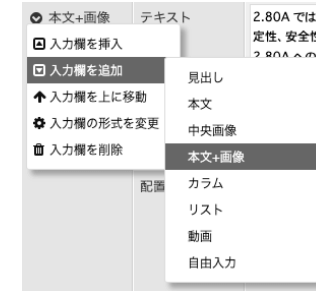 本文+画像
テキスト
2.80A では
定性、安全性
入力欄を挿入
入力欄を追加
入力欄を上に移動
入力欄の形式を変更
入力欄を削除
見出し
本文
中央画像
本文+画像
配置
カラム
リスト
動画
自由入力